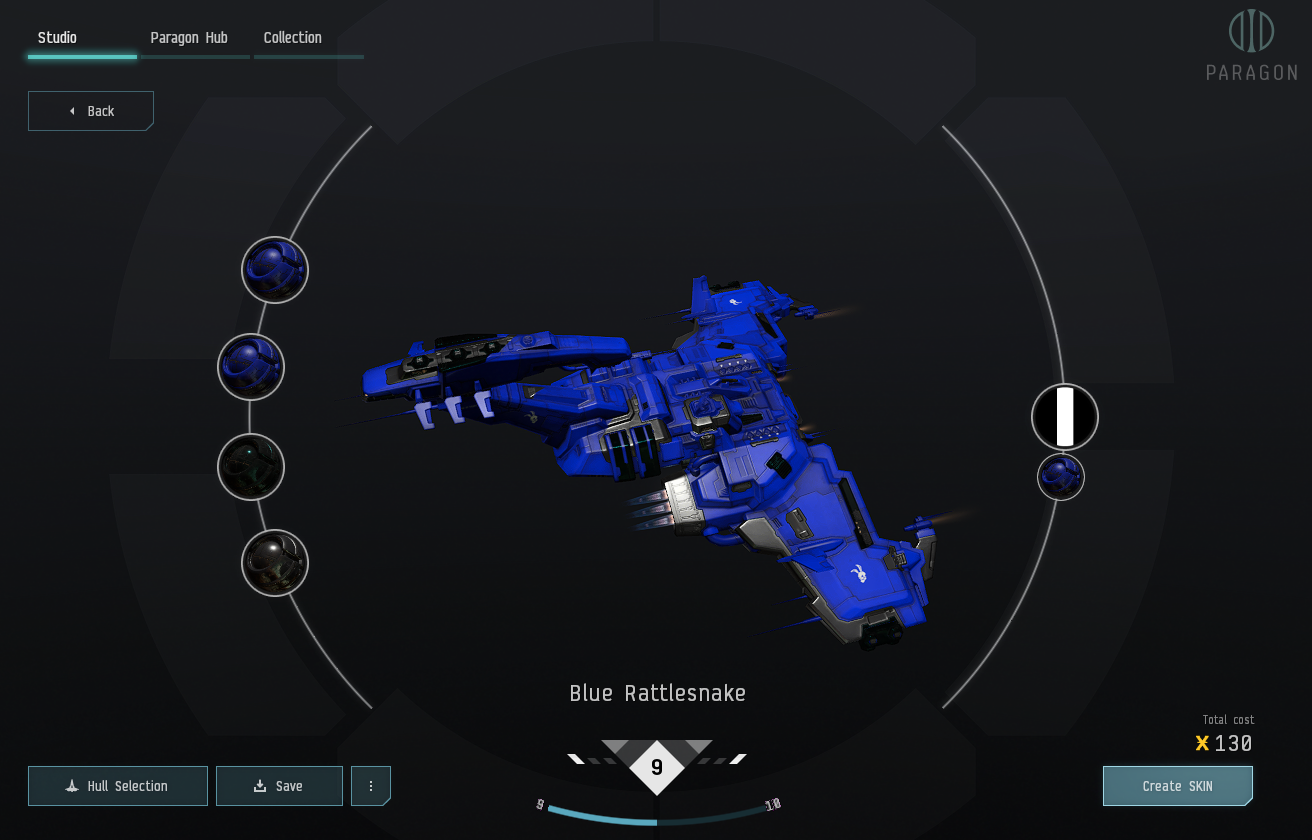 Studio
Paragon Hub
Collection
PARAGON
Back
Blue Rattlesnake
9
9
10
Total cost
130
Hull Selection
Save
Create SKIN